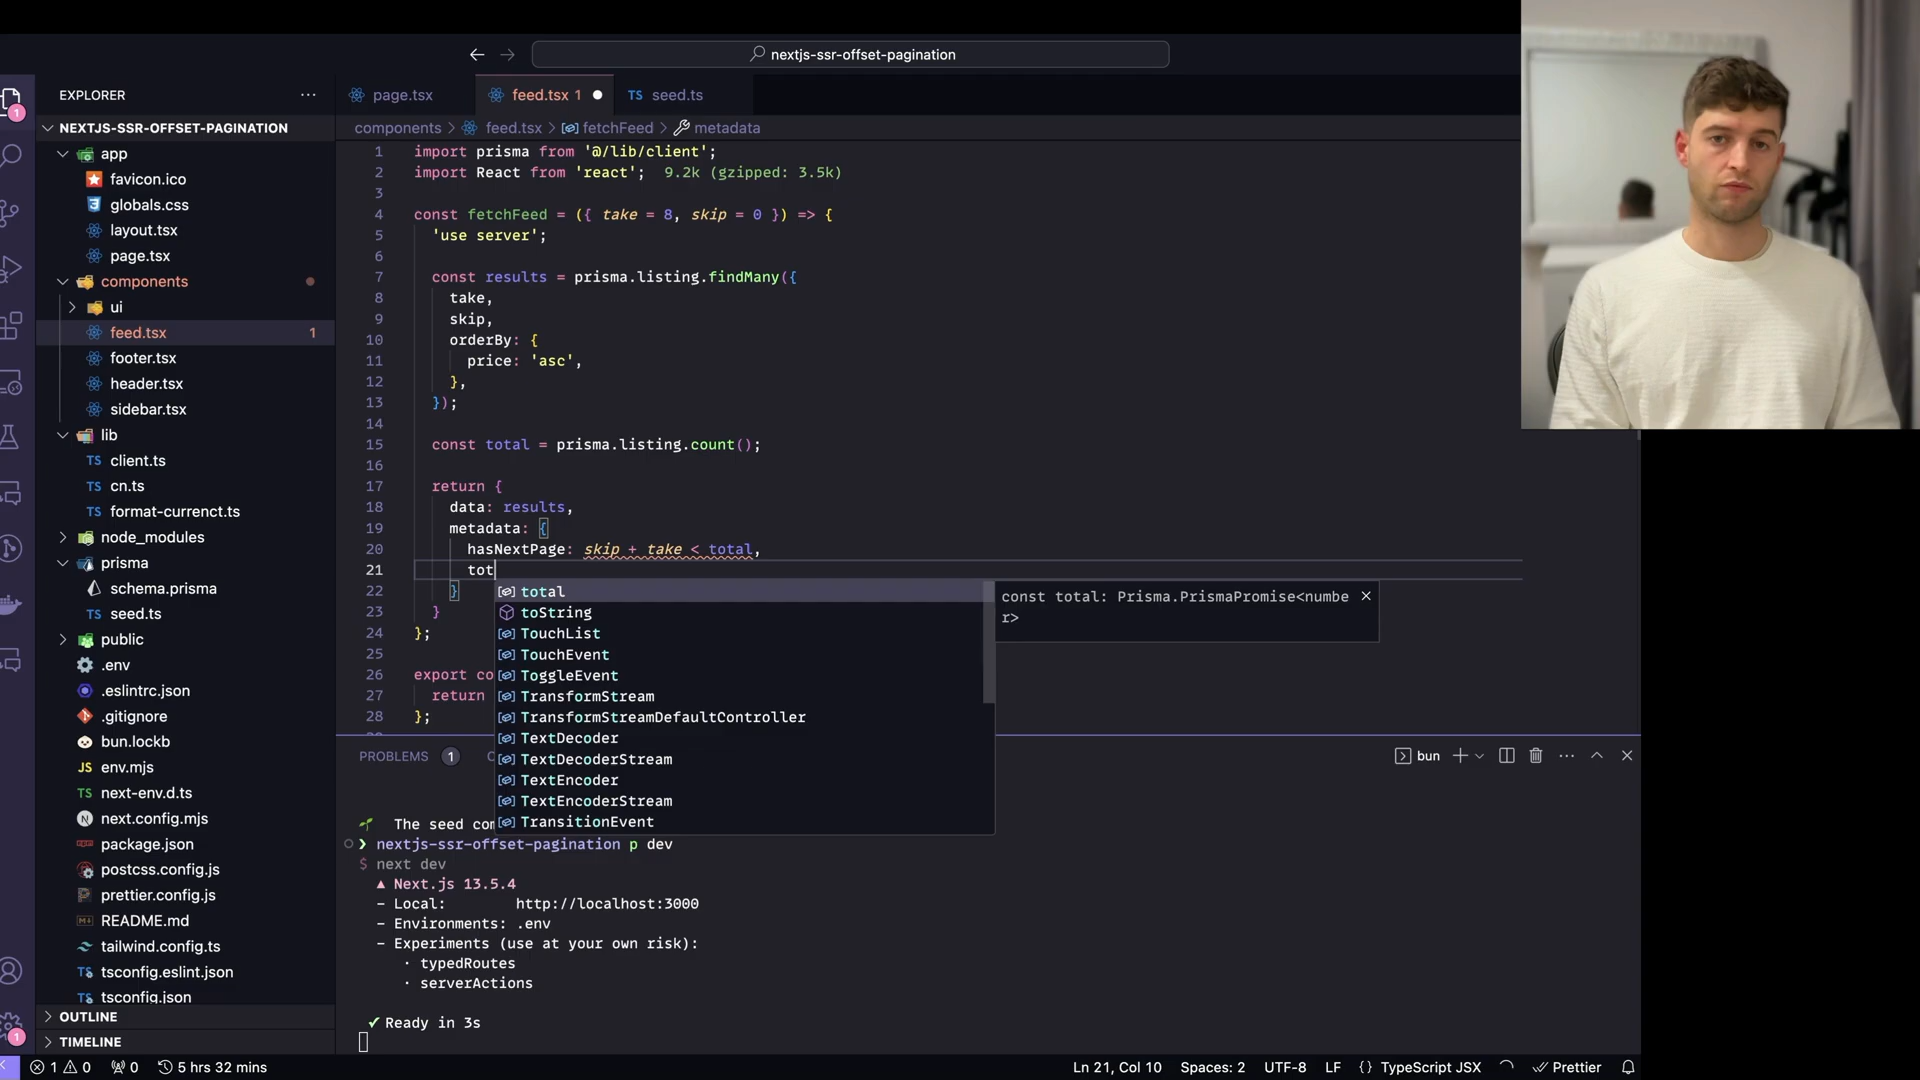 nextjs-ssr-offset-pagination
EXPLORER
NEXTJS-SSR-OFFSET-PAGINATION
app
favicon.ico
globals.css
layout.tsx
page.tsx
components
ui
feed.tsx 1
footer.tsx
header.tsx
sidebar.tsx
lib
TS client.ts
TS cn.ts
TS format-currenct.ts
node_modules
prisma
schema.prisma
TS seed.ts
public
.env
.eslintrc.json
.gitignore
bun.lockb
JS env.mjs
TS next-env.d.ts
next.config.mjs
package.json
postcss.config.js
prettier.config.js
README.md
tailwind.config.ts
tsconfig.eslint.json
tsconfig.json
OUTLINE
TIMELINE
page.tsx
feed.tsx 1
TS seed.ts
components > feed.tsx > fetchFeed > metadata
1 import prisma from '@/lib/client';
2 import React from 'react'; 9.2k (gzipped: 3.5k)
3
4 const fetchFeed = ({ take = 8, skip = 0 }) => {
5 'use server';
6
7 const results = prisma.listing.findMany({
8 take,
9 skip,
10 orderBy: {
11 price: 'asc',
12 },
13 });
14
15 const total = prisma.listing.count();
16
17 return {
18 data: results,
19 metadata: {
20 hasNextPage: skip + take < total,
21 tot
22 }
23 }
24 };
25
26 export co
27 return
28 };
total
toString
TouchList
TouchEvent
ToggleEvent
TransformStream
TransformStreamDefaultController
TextDecoder
TextDecoderStream
TextEncoder
TextEncoderStream
TransitionEvent
const total: Prisma.PrismaPromise<numbe
r>
PROBLEMS 1
bun
The seed com
❯ nextjs-ssr-offset-pagination p dev
$ next dev
▲ Next.js 13.5.4
- Local: http://localhost:3000
- Environments: .env
- Experiments (use at your own risk):
· typedRoutes
· serverActions
✓ Ready in 3s
1 0 0 5 hrs 32 mins
Ln 21, Col 10 Spaces: 2 UTF-8 LF {} TypeScript JSX Prettier